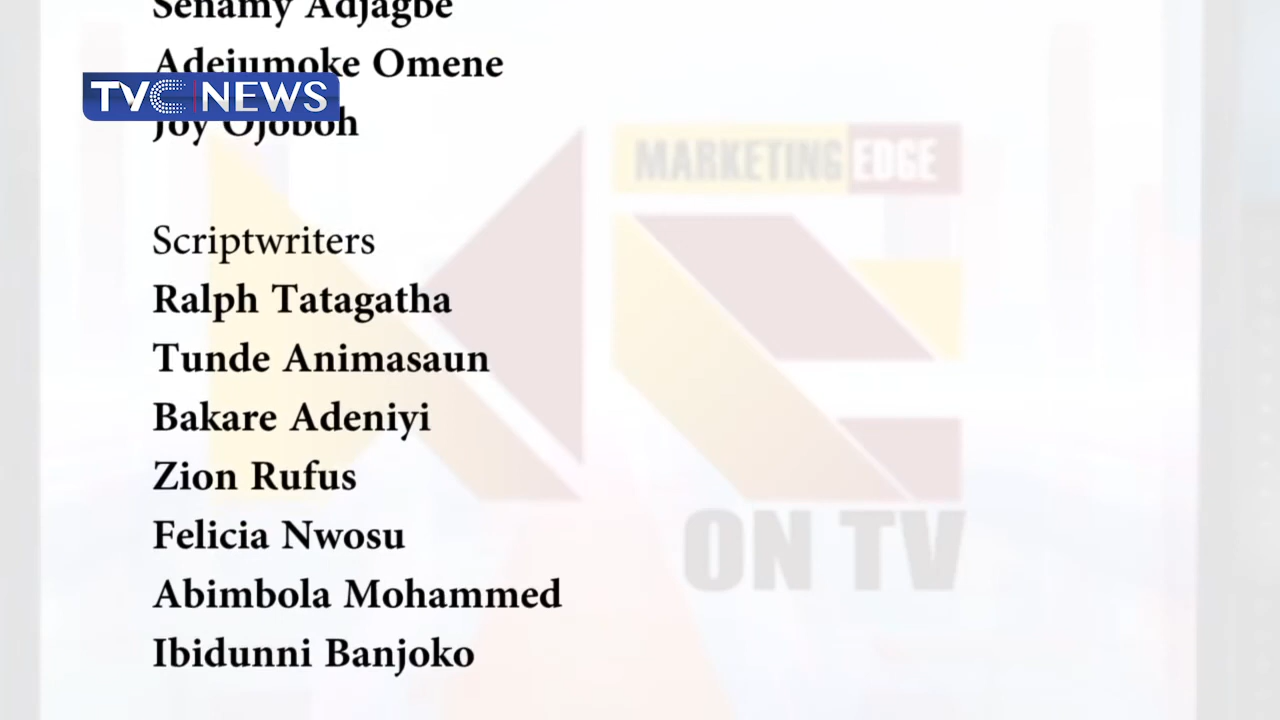 Senamy Adjagbe
Adejumoke Omene
TVC NEWS
Joy Ojoboh
MARKETING EDGE
Scriptwriters
Ralph Tatagatha
Tunde Animasaun
Bakare Adeniyi
Zion Rufus
Felicia Nwosu
ON TV
Abimbola Mohammed
Ibidunni Banjoko